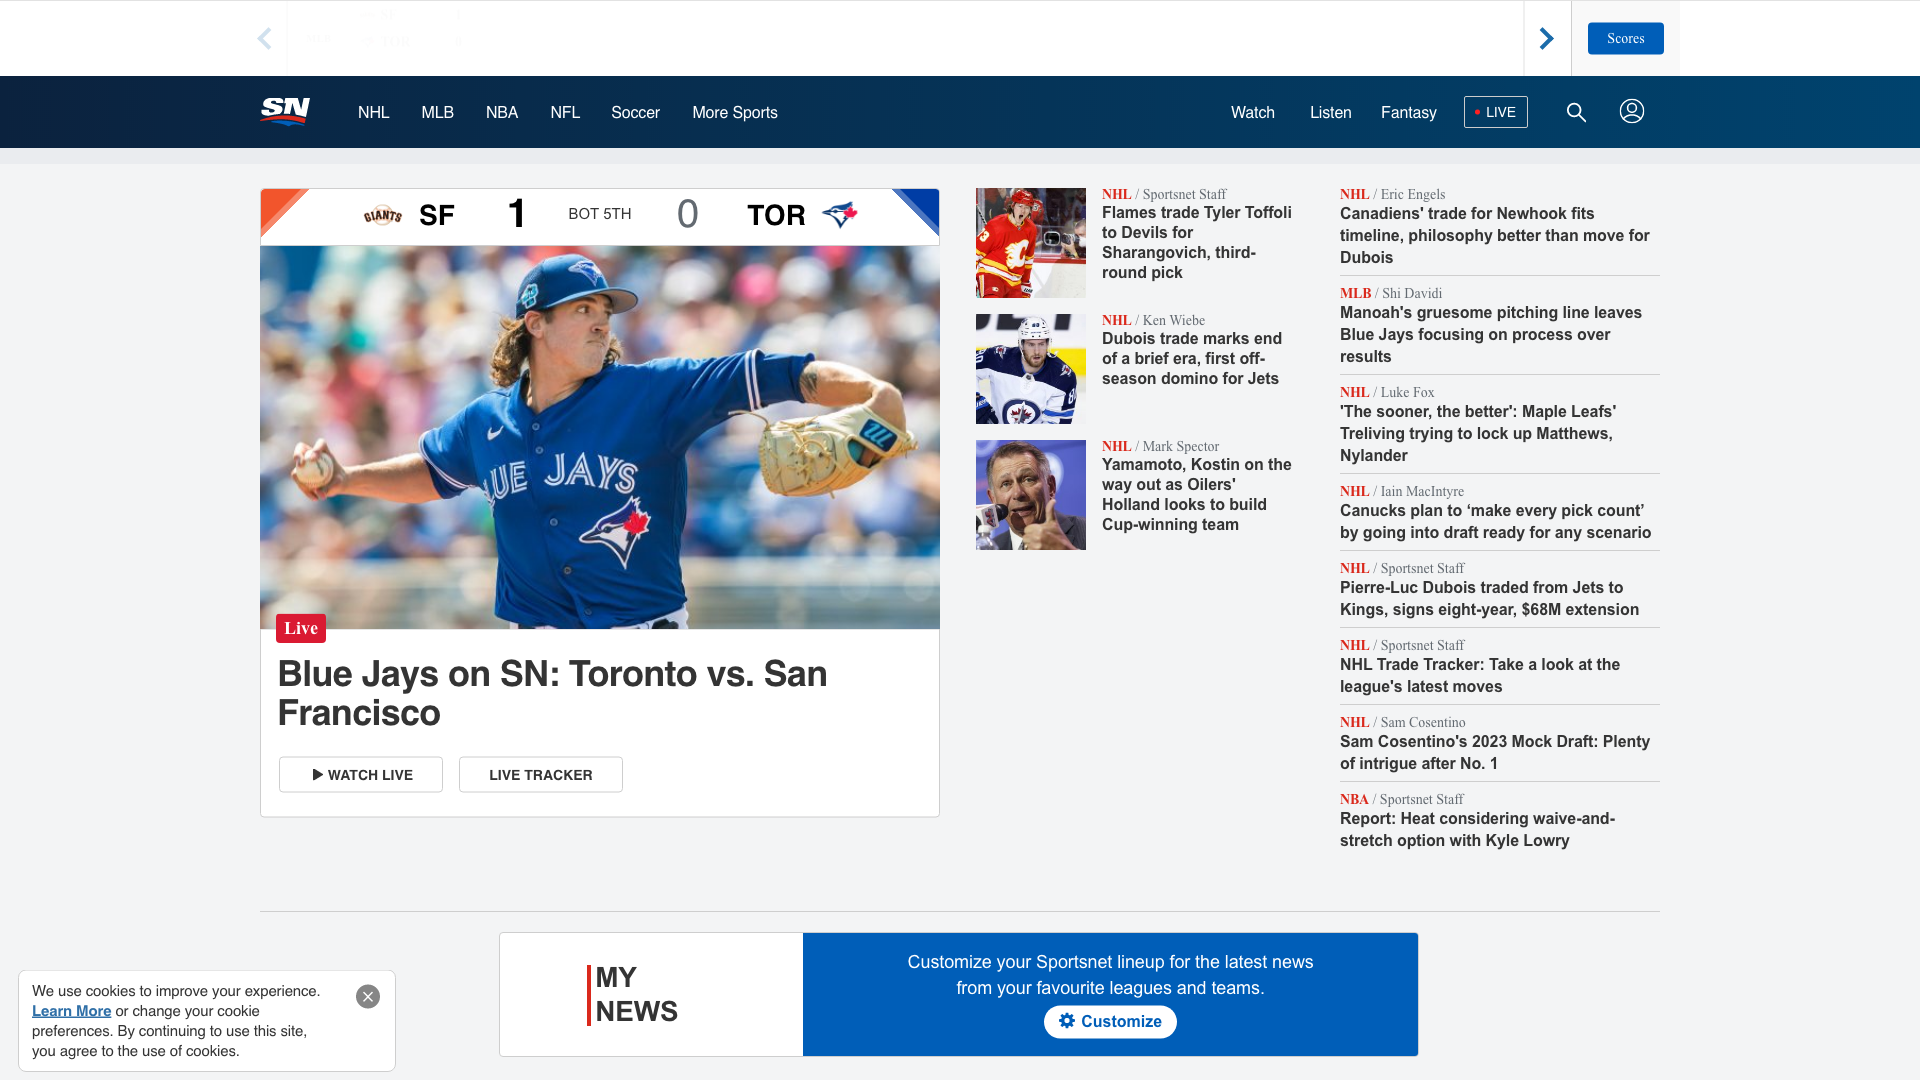 Scores
SN
NHL
MLB
NBA
NFL
Soccer
More Sports
Watch
Listen
Fantasy
LIVE
GIANTS
SF 1 BOT 5TH 0 TOR
BLUE JAYS
Live
Blue Jays on SN: Toronto vs. San
Francisco
WATCH LIVE
LIVE TRACKER
NHL / Sportsnet Staff
Flames trade Tyler Toffoli
to Devils for
Sharangovich, third-
round pick
NHL / Ken Wiebe
Dubois trade marks end
of a brief era, first off-
season domino for Jets
NHL / Mark Spector
Yamamoto, Kostin on the
way out as Oilers'
Holland looks to build
Cup-winning team
NHL / Eric Engels
Canadiens' trade for Newhook fits
timeline, philosophy better than move for
Dubois
MLB / Shi Davidi
Manoah's gruesome pitching line leaves
Blue Jays focusing on process over
results
NHL / Luke Fox
'The sooner, the better': Maple Leafs'
Treliving trying to lock up Matthews,
Nylander
NHL / Iain MacIntyre
Canucks plan to ‘make every pick count’
by going into draft ready for any scenario
NHL / Sportsnet Staff
Pierre-Luc Dubois traded from Jets to
Kings, signs eight-year, $68M extension
NHL / Sportsnet Staff
NHL Trade Tracker: Take a look at the
league's latest moves
NHL / Sam Cosentino
Sam Cosentino's 2023 Mock Draft: Plenty
of intrigue after No. 1
NBA / Sportsnet Staff
Report: Heat considering waive-and-
stretch option with Kyle Lowry
MY
NEWS
Customize your Sportsnet lineup for the latest news
from your favourite leagues and teams.
Customize
We use cookies to improve your experience.
Learn More or change your cookie
preferences. By continuing to use this site,
you agree to the use of cookies.